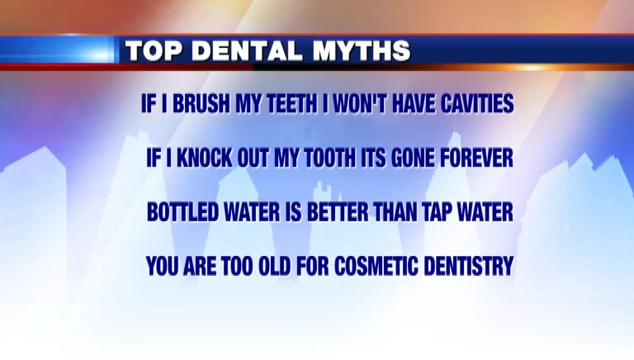 TOP DENTAL MYTHS
IF I BRUSH MY TEETH I WON'T HAVE CAVITIES
IF I KNOCK OUT MY TOOTH ITS GONE FOREVER
BOTTLED WATER IS BETTER THAN TAP WATER
YOU ARE TOO OLD FOR COSMETIC DENTISTRY